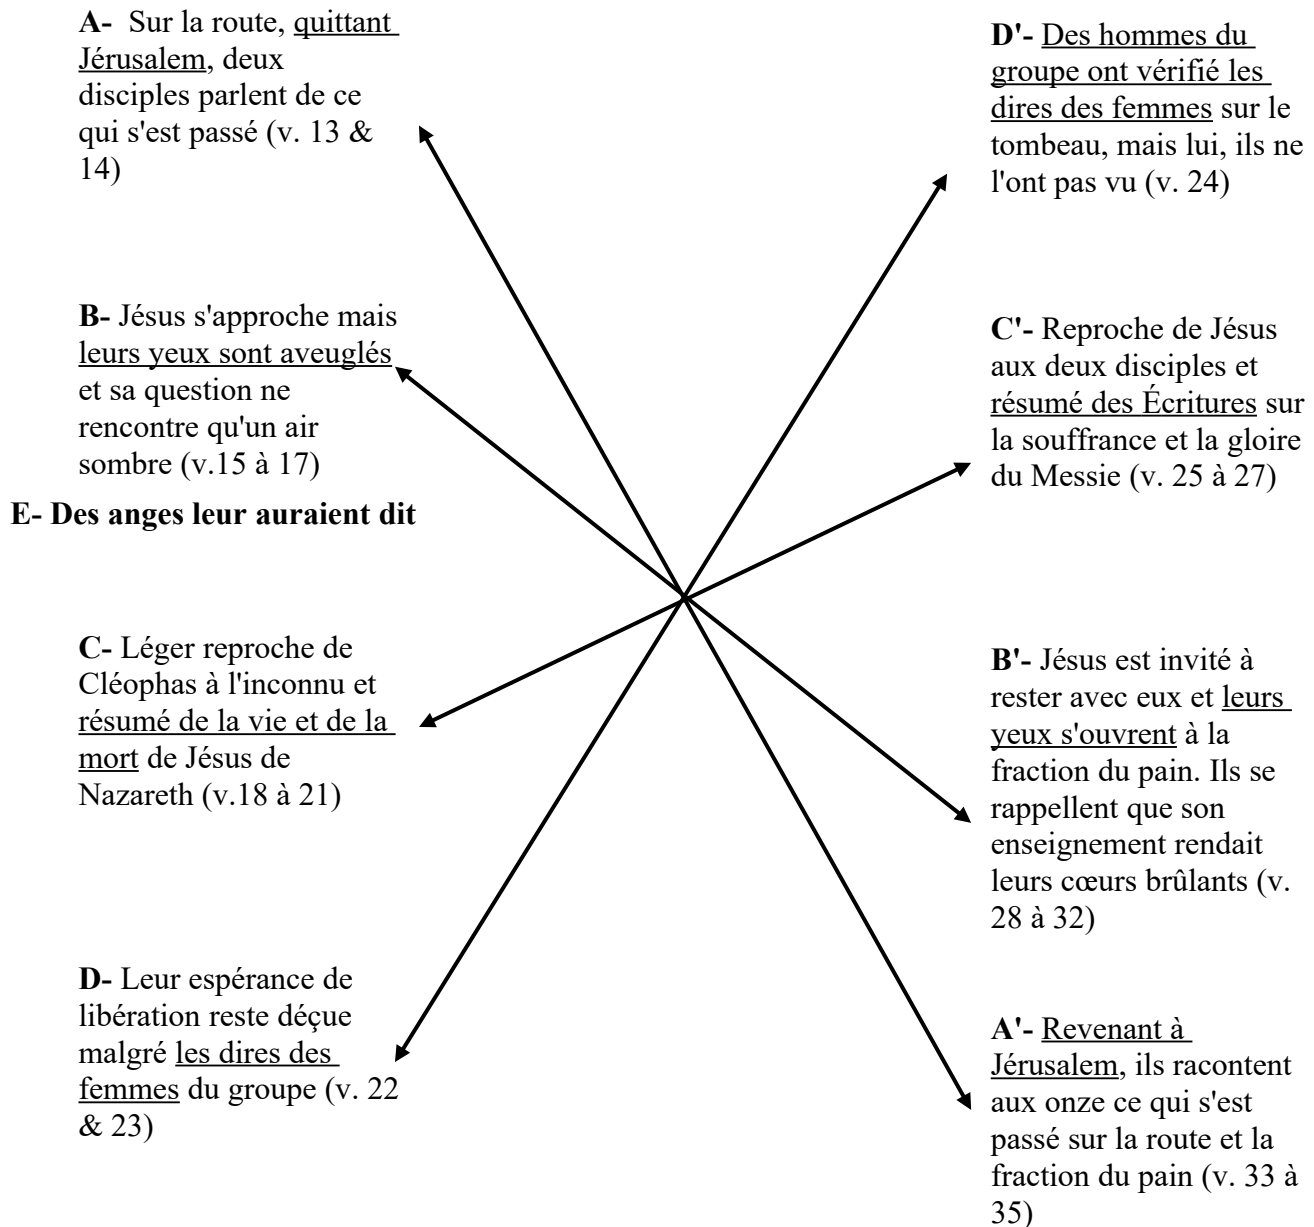 A- Sur la route, quittant
Jérusalem, deux
disciples parlent de ce
qui s'est passé (v. 13 &
14)
B- Jésus s'approche mais
leurs yeux sont aveuglés
et sa question ne
rencontre qu'un air
sombre (v.15 à 17)
E- Des anges leur auraient dit
C- Léger reproche de
Cléophas à l'inconnu et
résumé de la vie et de la
mort de Jésus de
Nazareth (v.18 à 21)
D- Leur espérance de
libération reste déçue
malgré les dires des
femmes du groupe (v. 22
& 23)
D'- Des hommes du
groupe ont vérifié les
dires des femmes sur le
tombeau, mais lui, ils ne
l'ont pas vu (v. 24)
C'- Reproche de Jésus
aux deux disciples et
résumé des Écritures sur
la souffrance et la gloire
du Messie (v. 25 à 27)
B'- Jésus est invité à
rester avec eux et leurs
yeux s'ouvrent à la
fraction du pain. Ils se
rappellent que son
enseignement rendait
leurs cœurs brûlants (v.
28 à 32)
A'- Revenant à
Jérusalem, ils racontent
aux onze ce qui s'est
passé sur la route et la
fraction du pain (v. 33 à
35)